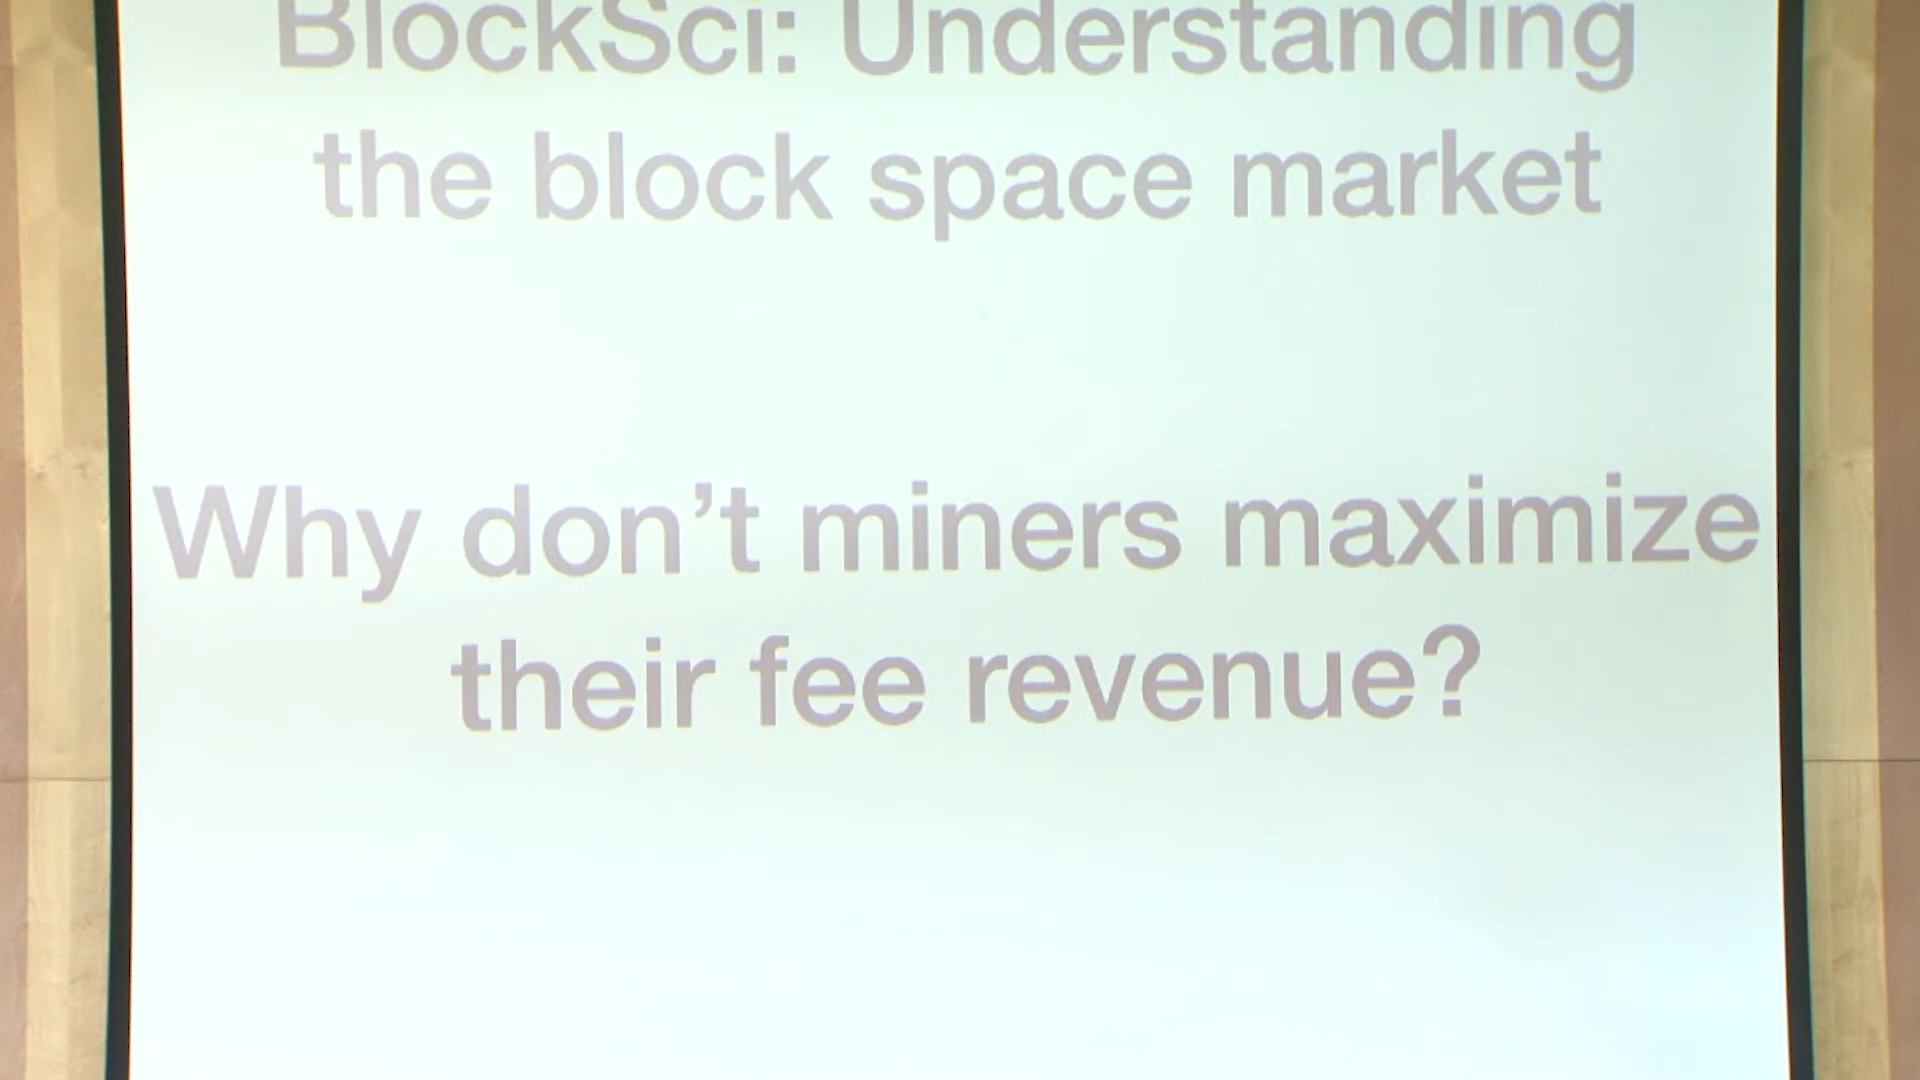 BlockSci: Understanding
the block space market
Why don’t miners maximize
their fee revenue?